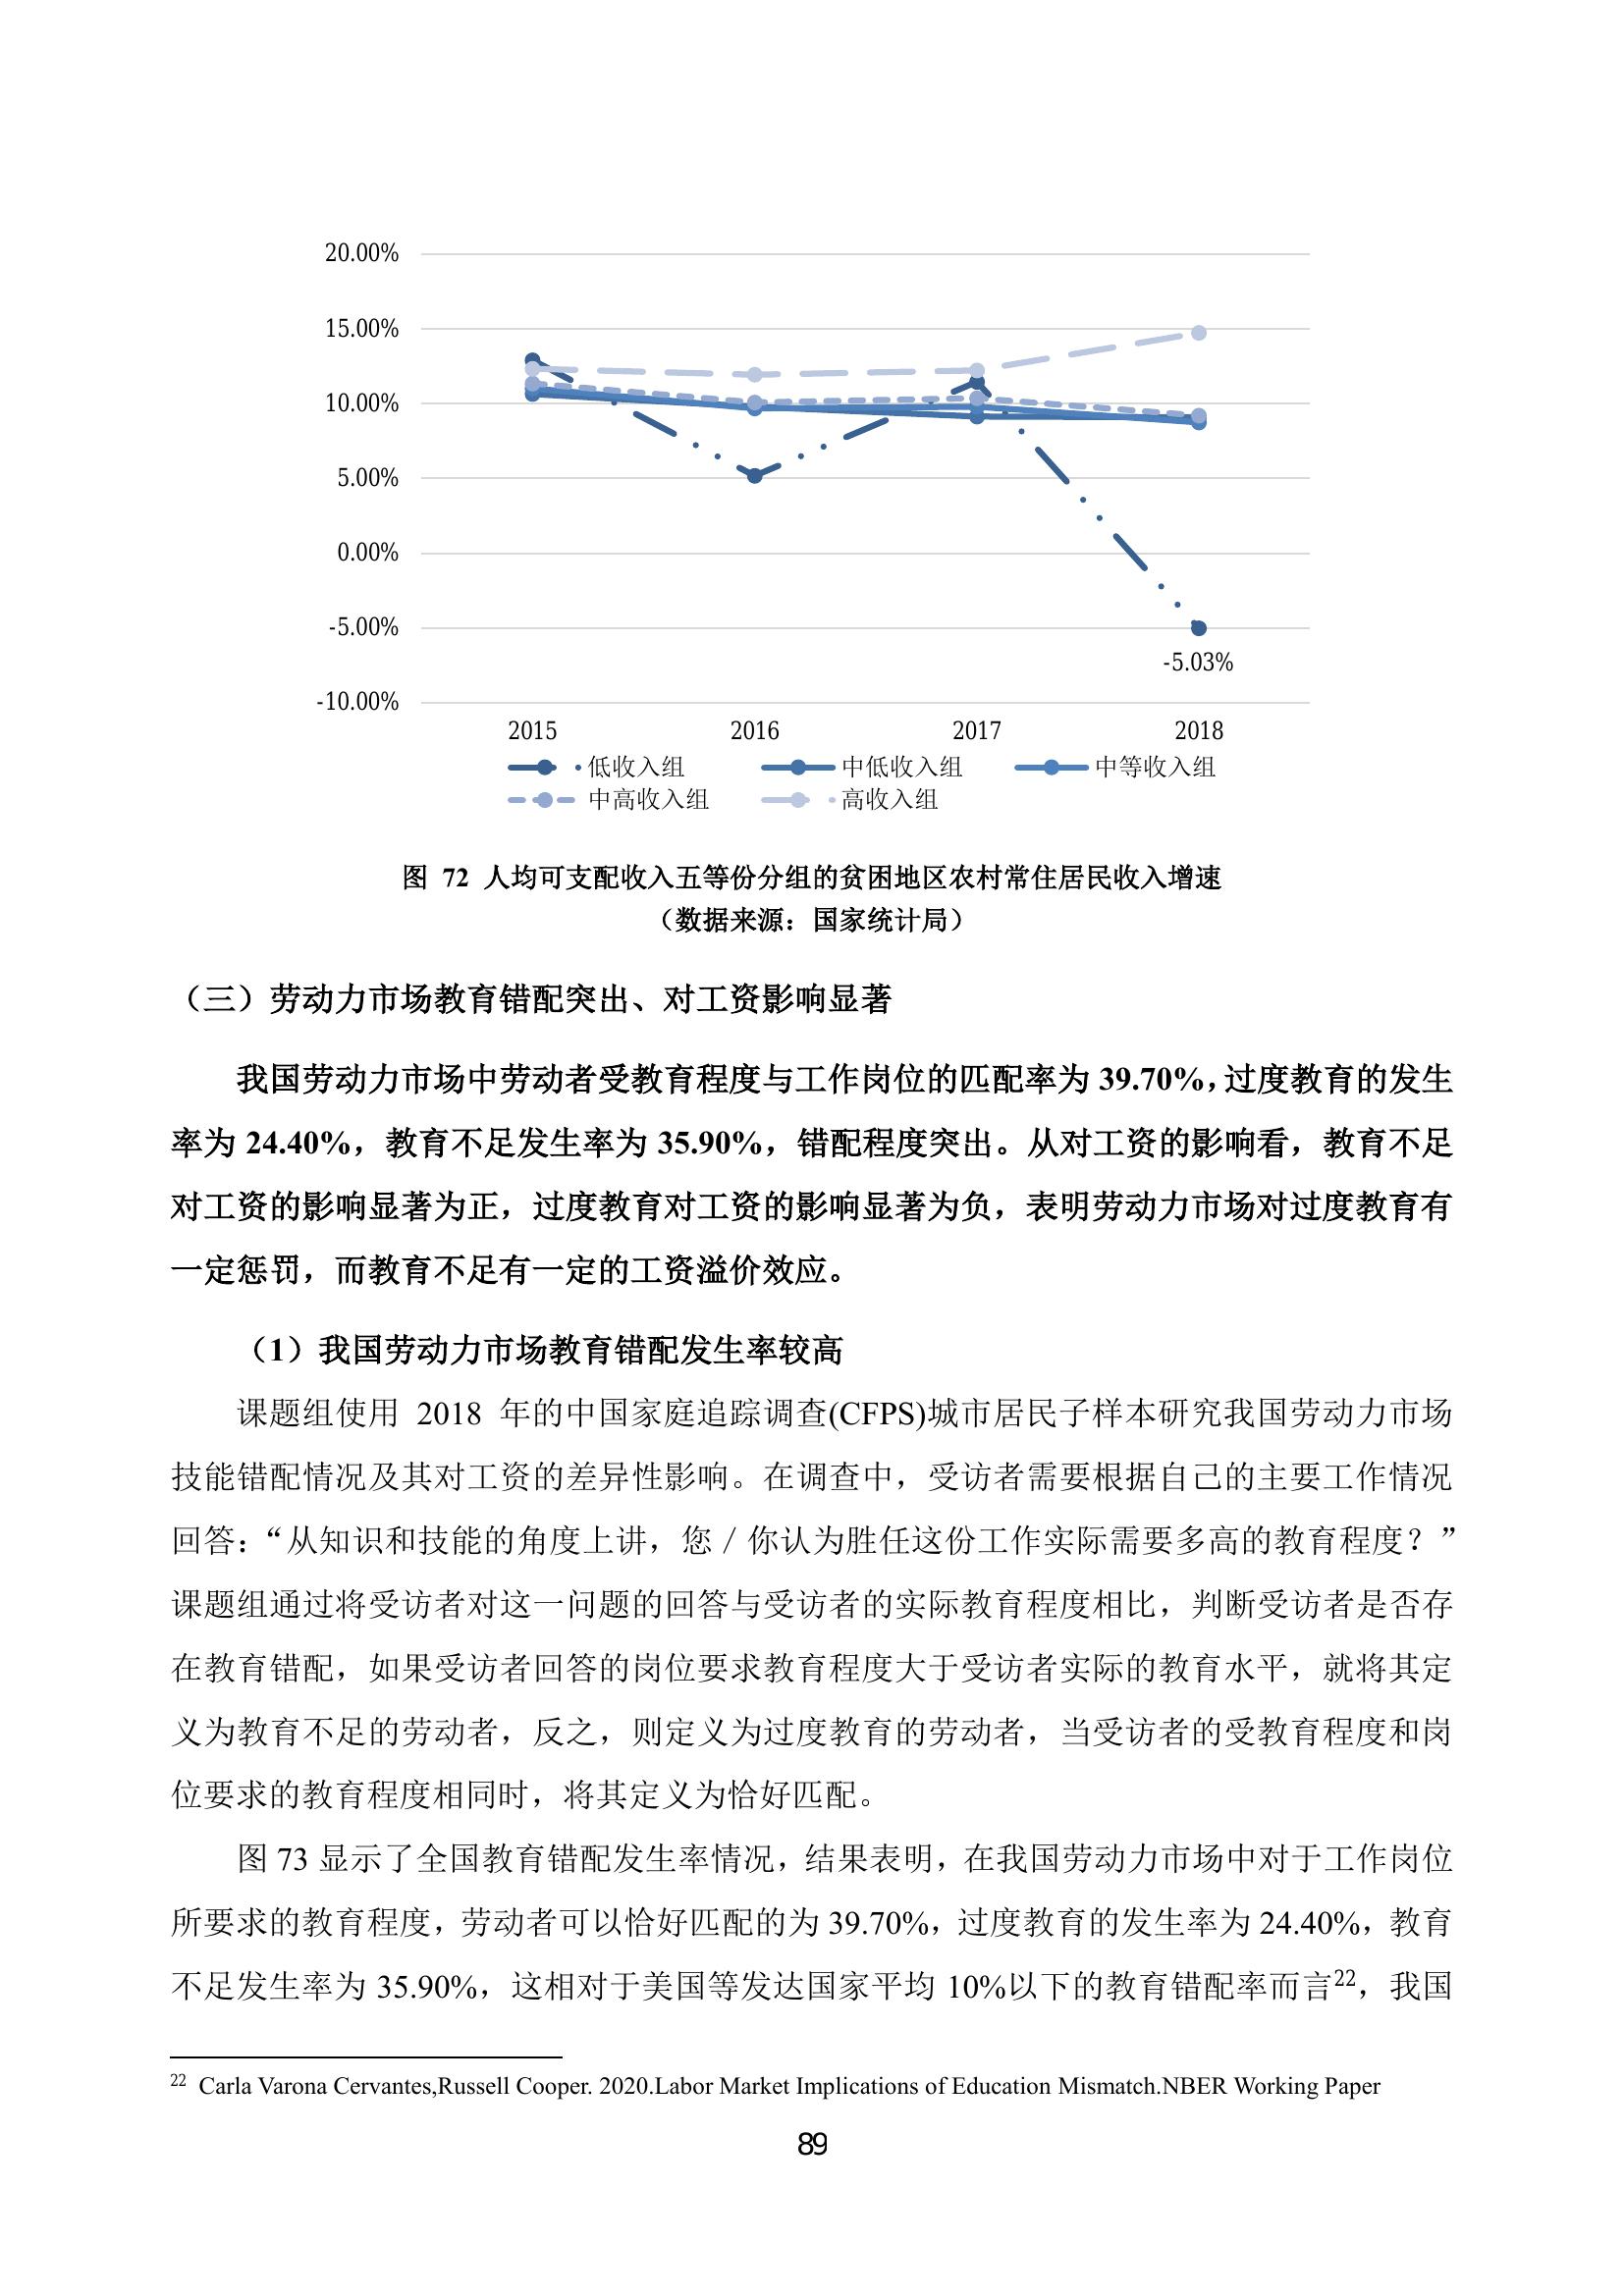 20.00%
15.00%
10.00%
5.00%
0.00%
-5.00%
-10.00%
-5.03%
2015 2016 2017 2018
低收入组 中低收入组 中等收入组
中高收入组 高收入组
图 72 人均可支配收入五等份分组的贫困地区农村常住居民收入增速
（数据来源：国家统计局）
（三）劳动力市场教育错配突出、对工资影响显著
我国劳动力市场中劳动者受教育程度与工作岗位的匹配率为 39.70%，过度教育的发生
率为 24.40%，教育不足发生率为 35.90%，错配程度突出。从对工资的影响看，教育不足
对工资的影响显著为正，过度教育对工资的影响显著为负，表明劳动力市场对过度教育有
一定惩罚，而教育不足有一定的工资溢价效应。
（1）我国劳动力市场教育错配发生率较高
课题组使用 2018 年的中国家庭追踪调查(CFPS)城市居民子样本研究我国劳动力市场
技能错配情况及其对工资的差异性影响。在调查中，受访者需要根据自己的主要工作情况
回答：“从知识和技能的角度上讲，您 / 你认为胜任这份工作实际需要多高的教育程度？”
课题组通过将受访者对这一问题的回答与受访者的实际教育程度相比，判断受访者是否存
在教育错配，如果受访者回答的岗位要求教育程度大于受访者实际的教育水平，就将其定
义为教育不足的劳动者，反之，则定义为过度教育的劳动者，当受访者的受教育程度和岗
位要求的教育程度相同时，将其定义为恰好匹配。
图 73 显示了全国教育错配发生率情况，结果表明，在我国劳动力市场中对于工作岗位
所要求的教育程度，劳动者可以恰好匹配的为 39.70%，过度教育的发生率为 24.40%，教育
不足发生率为 35.90%，这相对于美国等发达国家平均 10%以下的教育错配率而言22，我国
22 Carla Varona Cervantes,Russell Cooper. 2020.Labor Market Implications of Education Mismatch.NBER Working Paper
89